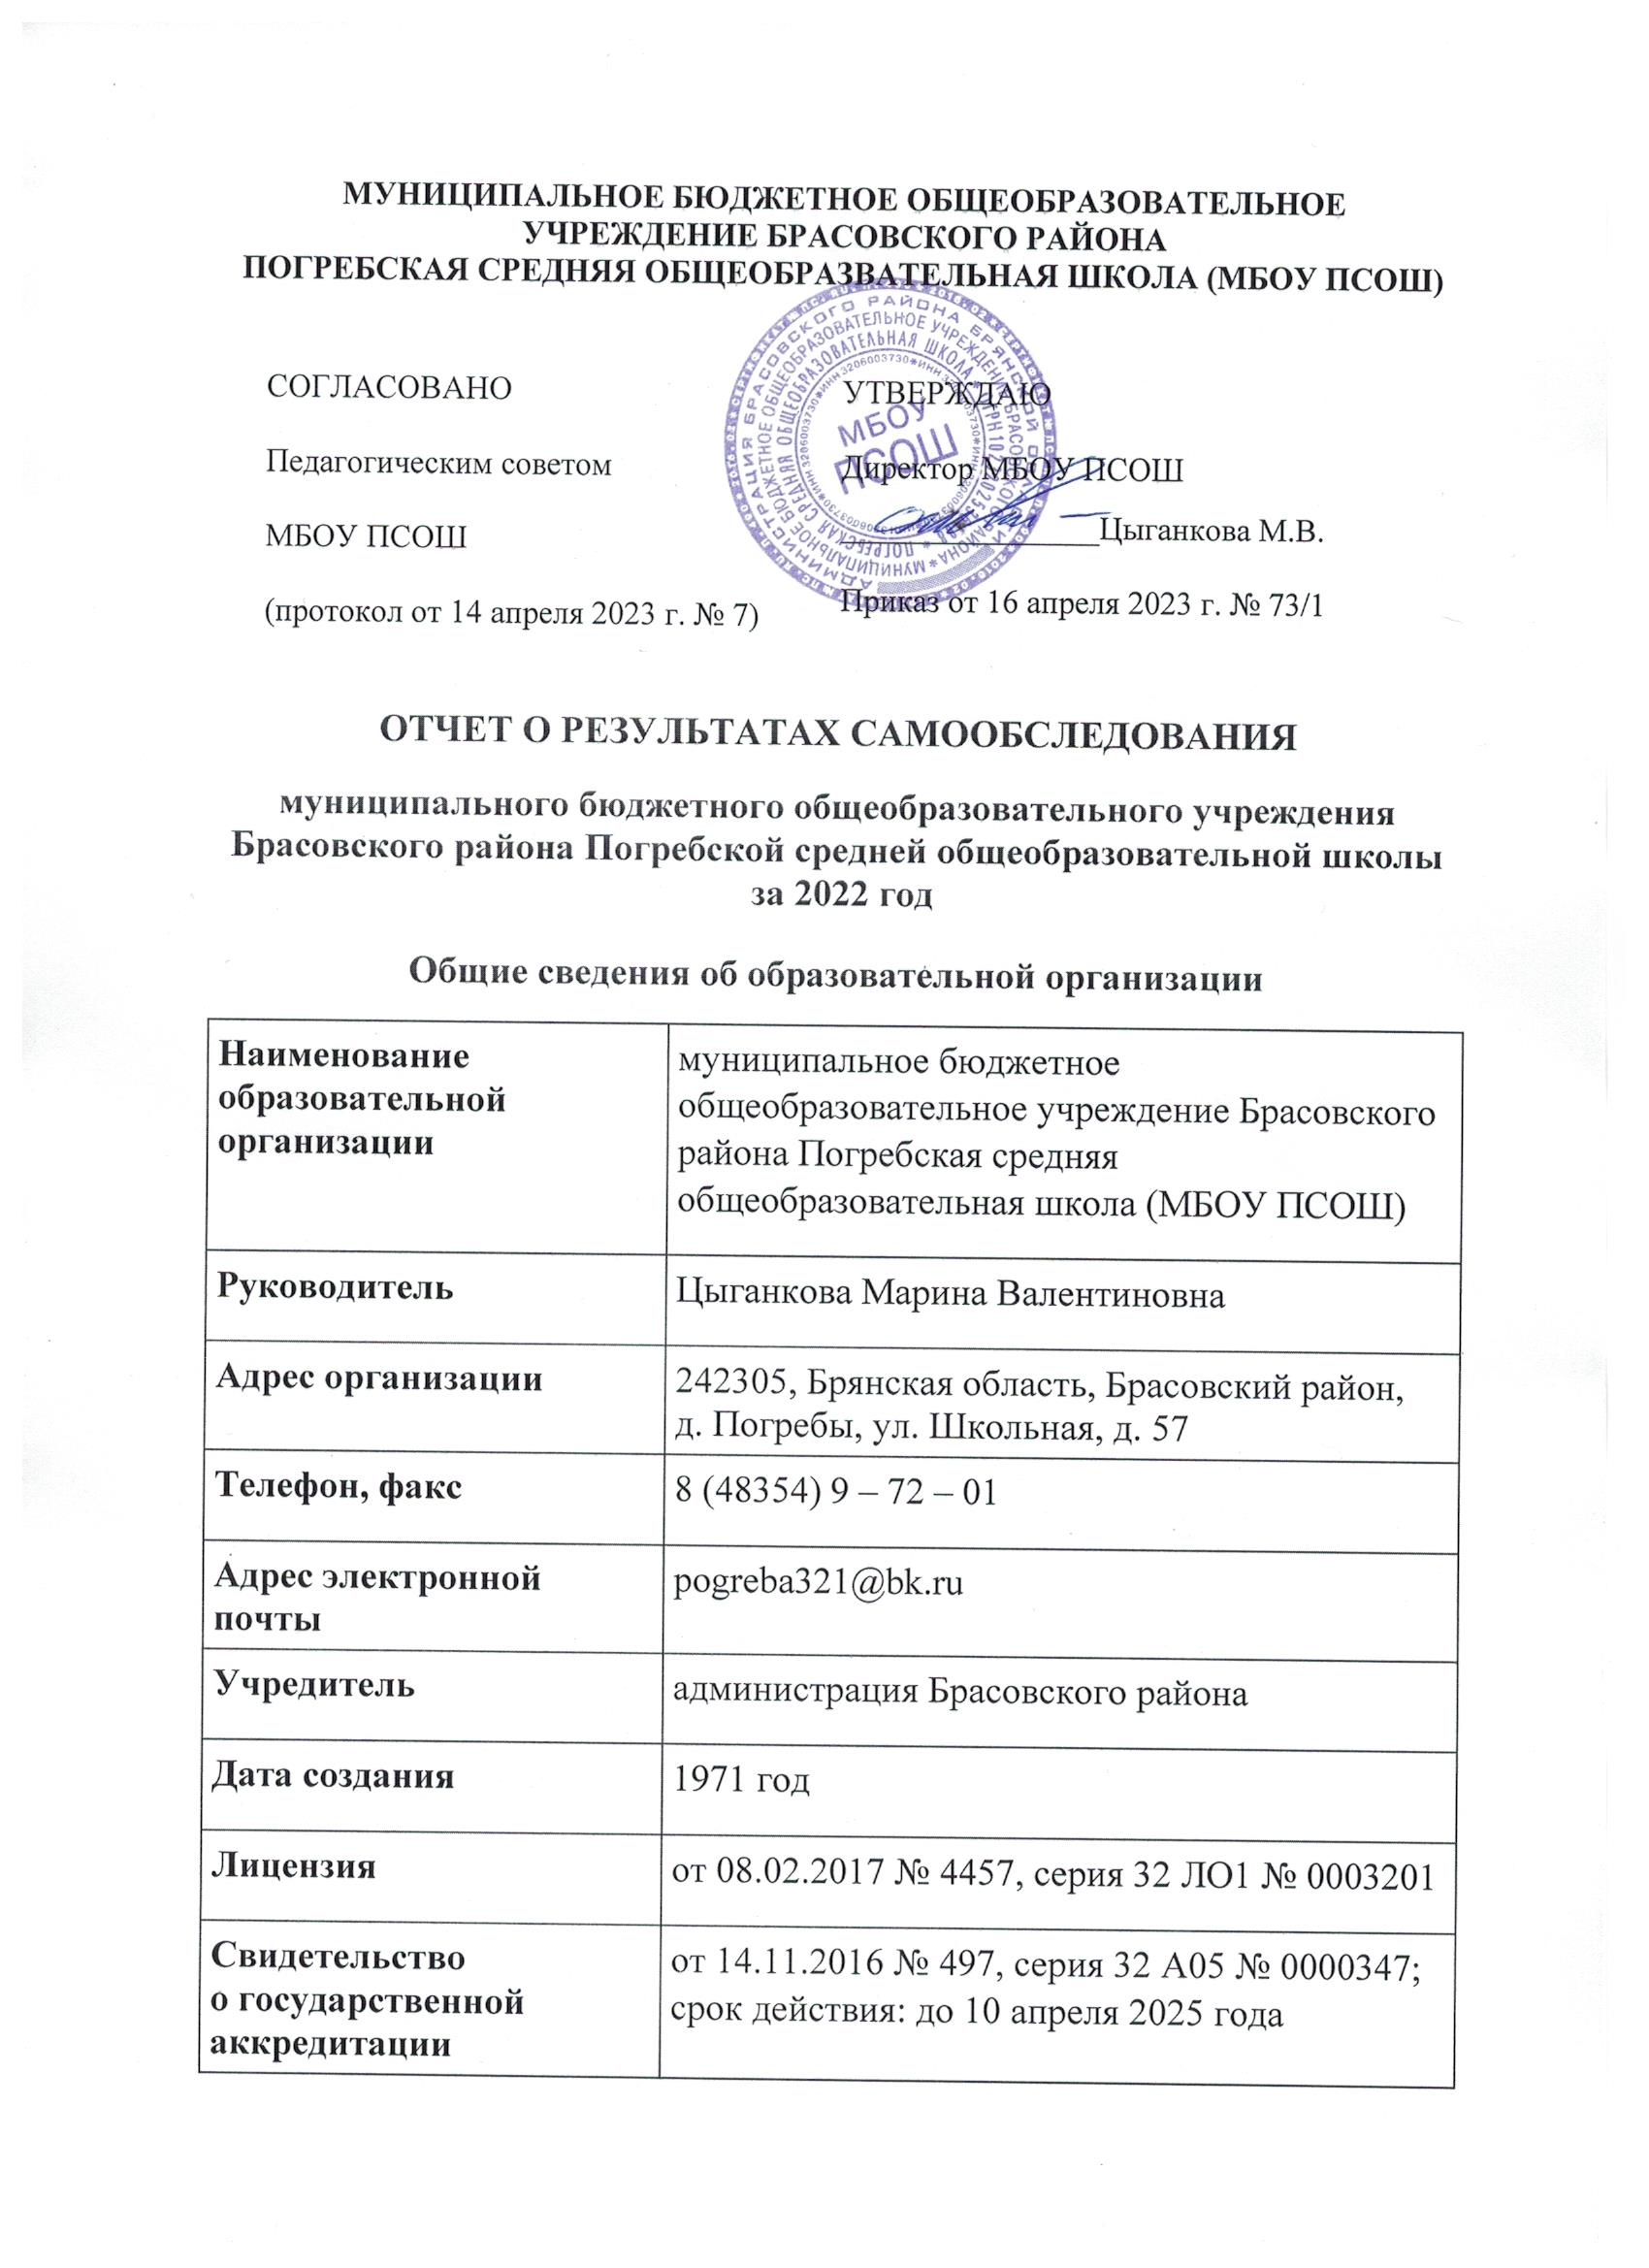 МУНИЦИПАЛЬНОЕ БЮДЖЕТНОЕ ОБЩЕОБРАЗОВАТЕЛЬНОЕ
УЧРЕЖДЕНИЕ БРАСОВСКОГО РАЙОНА
ПОГРЕБСКАЯ СРЕДНЯЯ ОБЩЕОБРАЗВАТЕЛЬНАЯ ШКОЛА (МБОУ ПСОШ)
СОГЛАСОВАНО
Педагогическим советом
МБОУ ПСОШ
(протокол от 14 апреля 2023 г. № 7)
УТВЕРЖДАЮ
Директор МБОУ ПСОШ
Цыганкова М.В.
Приказ от 16 апреля 2023 г. № 73/1
МБОУ
ПСОШ
ОТЧЕТ О РЕЗУЛЬТАТАХ САМООБСЛЕДОВАНИЯ
муниципального бюджетного общеобразовательного учреждения
Брасовского района Погребской средней общеобразовательной школы
за 2022 год
Общие сведения об образовательной организации
Наименование
образовательной
организации
муниципальное бюджетное
общеобразовательное учреждение Брасовского
района Погребская средняя
общеобразовательная школа (МБОУ ПСОШ)
Руководитель
Цыганкова Марина Валентиновна
Адрес организации
242305, Брянская область, Брасовский район,
д. Погребы, ул. Школьная, д. 57
Телефон, факс
8 (48354) 9 – 72 – 01
Адрес электронной
почты
pogreba321@bk.ru
Учредитель
администрация Брасовского района
Дата создания
1971 год
Лицензия
от 08.02.2017 № 4457, серия 32 ЛО1 № 0003201
Свидетельство
о государственной
аккредитации
от 14.11.2016 № 497, серия 32 А05 № 0000347;
срок действия: до 10 апреля 2025 года